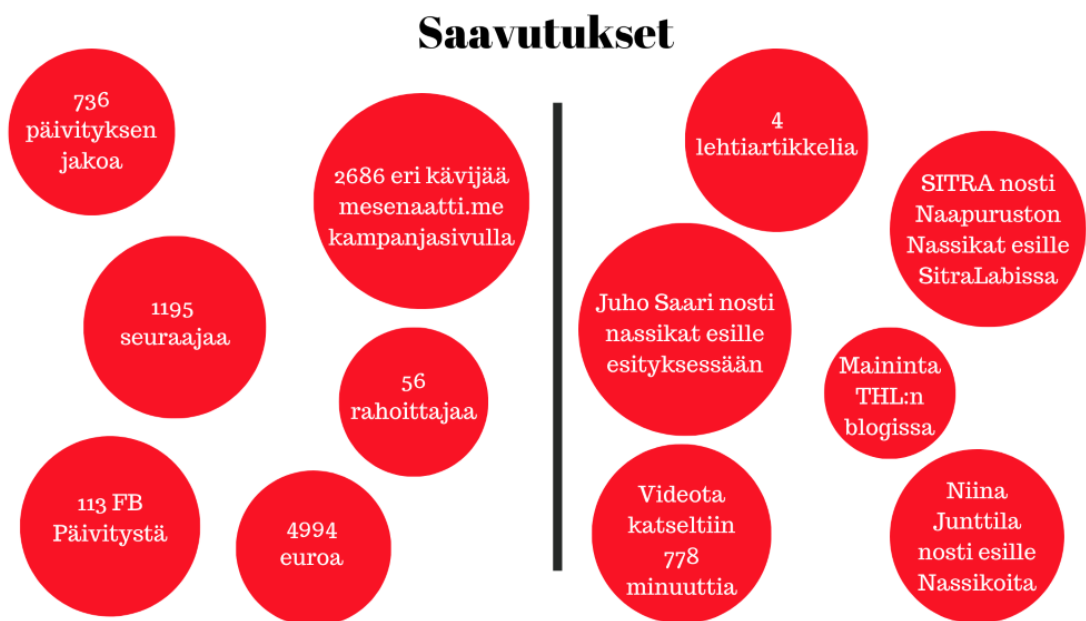 Saavutukset
736
päivityksen
jakoa
2686 eri kävijää
mesenaatti.me
kampanjasivulla
1195
seuraajaa
56
rahoittajaa
113 FB
Päivitystä
4994
euroa
4
lehtiartikkelia
SITRA nosti
Naapuruston
Nassikat esille
SitraLabissa
Juho Saari nosti
nassikat esille
esityksessään
Maininta
THL:n
blogissa
Videota
katseltiin
778
minuuttia
Niina
Junttila
nosti esille
Nassikoita